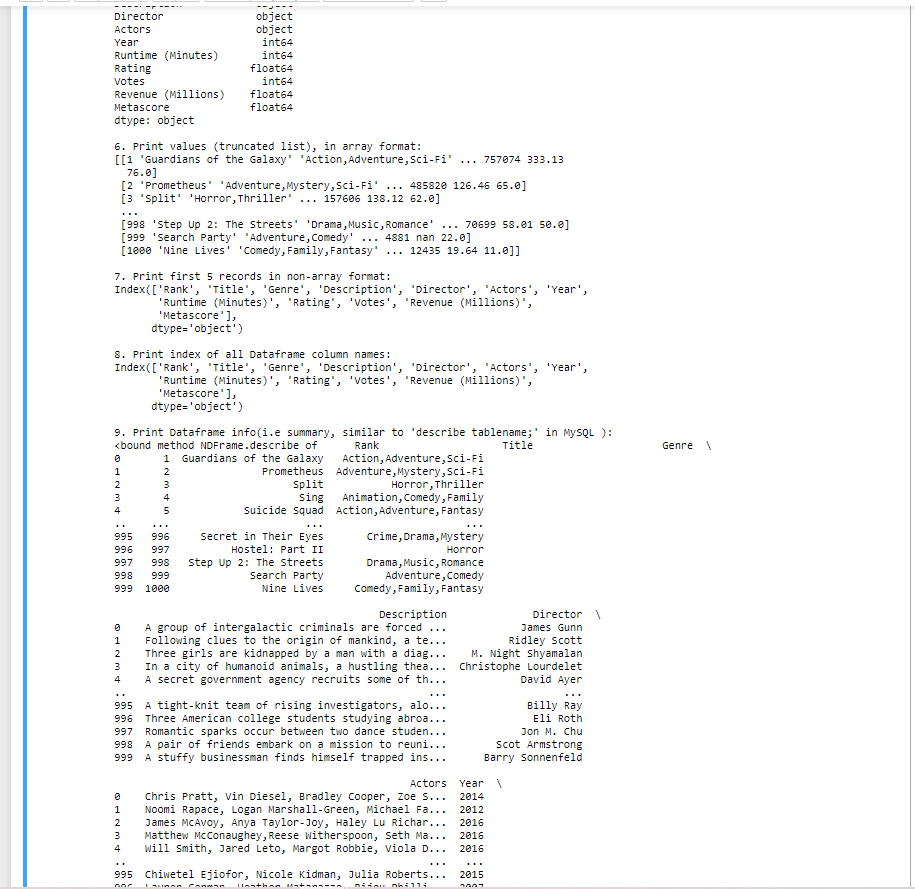 Director                object
Actors                  object
Year                     int64
Runtime (Minutes)        int64
Rating                 float64
Votes                    int64
Revenue (Millions)     float64
Metascore              float64
dtype: object
6. Print values (truncated list), in array format:
[[1 'Guardians of the Galaxy' 'Action,Adventure,Sci-Fi' ... 757074 333.13
  76.0]
 [2 'Prometheus' 'Adventure,Mystery,Sci-Fi' ... 485820 126.46 65.0]
 [3 'Split' 'Horror,Thriller' ... 157606 138.12 62.0]
 ...
 [998 'Step Up 2: The Streets' 'Drama,Music,Romance' ... 70699 58.01 50.0]
 [999 'Search Party' 'Adventure,Comedy' ... 4881 nan 22.0]
 [1000 'Nine Lives' 'Comedy,Family,Fantasy' ... 12435 19.64 11.0]]
7. Print first 5 records in non-array format:
Index(['Rank', 'Title', 'Genre', 'Description', 'Director', 'Actors', 'Year',
       'Runtime (Minutes)', 'Rating', 'Votes', 'Revenue (Millions)',
       'Metascore'],
      dtype='object')
8. Print index of all Dataframe column names:
Index(['Rank', 'Title', 'Genre', 'Description', 'Director', 'Actors', 'Year',
       'Runtime (Minutes)', 'Rating', 'Votes', 'Revenue (Millions)',
       'Metascore'],
      dtype='object')
9. Print Dataframe info(i.e summary, similar to 'describe tablename;' in MySQL ):
<bound method NDFrame.describe of      Rank                    Title                     Genre  \
0       1  Guardians of the Galaxy   Action,Adventure,Sci-Fi
1       2               Prometheus  Adventure,Mystery,Sci-Fi
2       3                    Split           Horror,Thriller
3       4                     Sing   Animation,Comedy,Family
4       5            Suicide Squad  Action,Adventure,Fantasy
..    ...                      ...                       ...
995   996     Secret in Their Eyes       Crime,Drama,Mystery
996   997          Hostel: Part II                    Horror
997   998   Step Up 2: The Streets       Drama,Music,Romance
998   999             Search Party          Adventure,Comedy
999  1000               Nine Lives     Comedy,Family,Fantasy
                                           Description              Director  \
0    A group of intergalactic criminals are forced ...            James Gunn
1    Following clues to the origin of mankind, a te...          Ridley Scott
2    Three girls are kidnapped by a man with a diag...    M. Night Shyamalan
3    In a city of humanoid animals, a hustling thea...  Christophe Lourdelet
4    A secret government agency recruits some of th...            David Ayer
..                                                 ...                   ...
995  A tight-knit team of rising investigators, alo...             Billy Ray
996  Three American college students studying abroa...              Eli Roth
997  Romantic sparks occur between two dance studen...            Jon M. Chu
998  A pair of friends embark on a mission to reuni...        Scot Armstrong
999  A stuffy businessman finds himself trapped ins...      Barry Sonnenfeld
                                                Actors  Year  \
0    Chris Pratt, Vin Diesel, Bradley Cooper, Zoe S...  2014
1    Noomi Rapace, Logan Marshall-Green, Michael Fa...  2012
2    James McAvoy, Anya Taylor-Joy, Haley Lu Richar...  2016
3    Matthew McConaughey,Reese Witherspoon, Seth Ma...  2016
4    Will Smith, Jared Leto, Margot Robbie, Viola D...  2016
..                                                 ...   ...
995  Chiwetel Ejiofor, Nicole Kidman, Julia Roberts...  2015